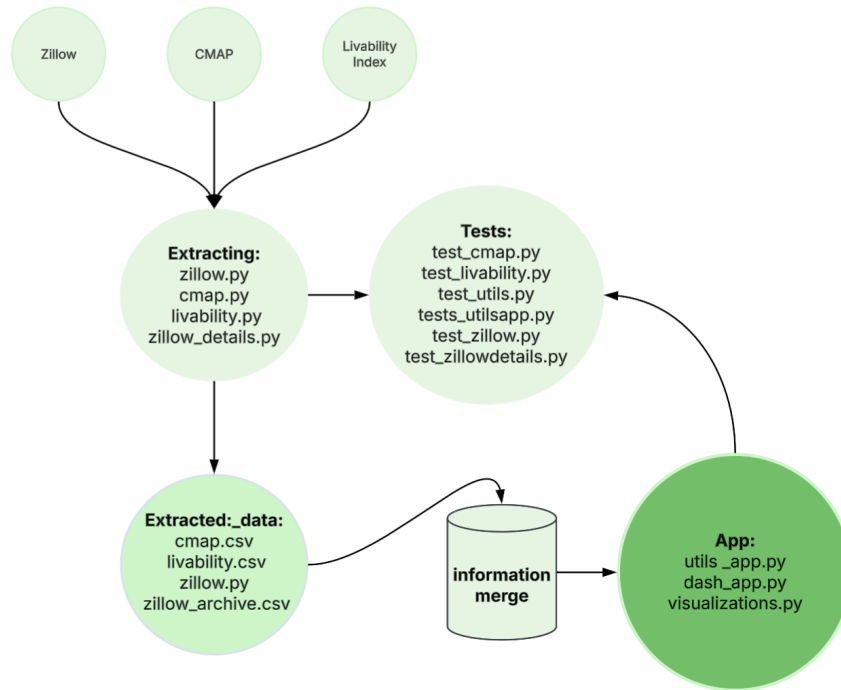 Zillow
CMAP
Livability
Index
Extracting:
zillow.py
cmap.py
livability.py
zillow_details.py
Tests:
test_cmap.py
test_livability.py
test_utils.py
tests_utilsapp.py
test_zillow.py
test_zillowdetails.py
Extracted:_data:
cmap.csv
livability.csv
zillow.py
zillow_archive.csv
information
merge
App:
utils _app.py
dash_app.py
visualizations.py